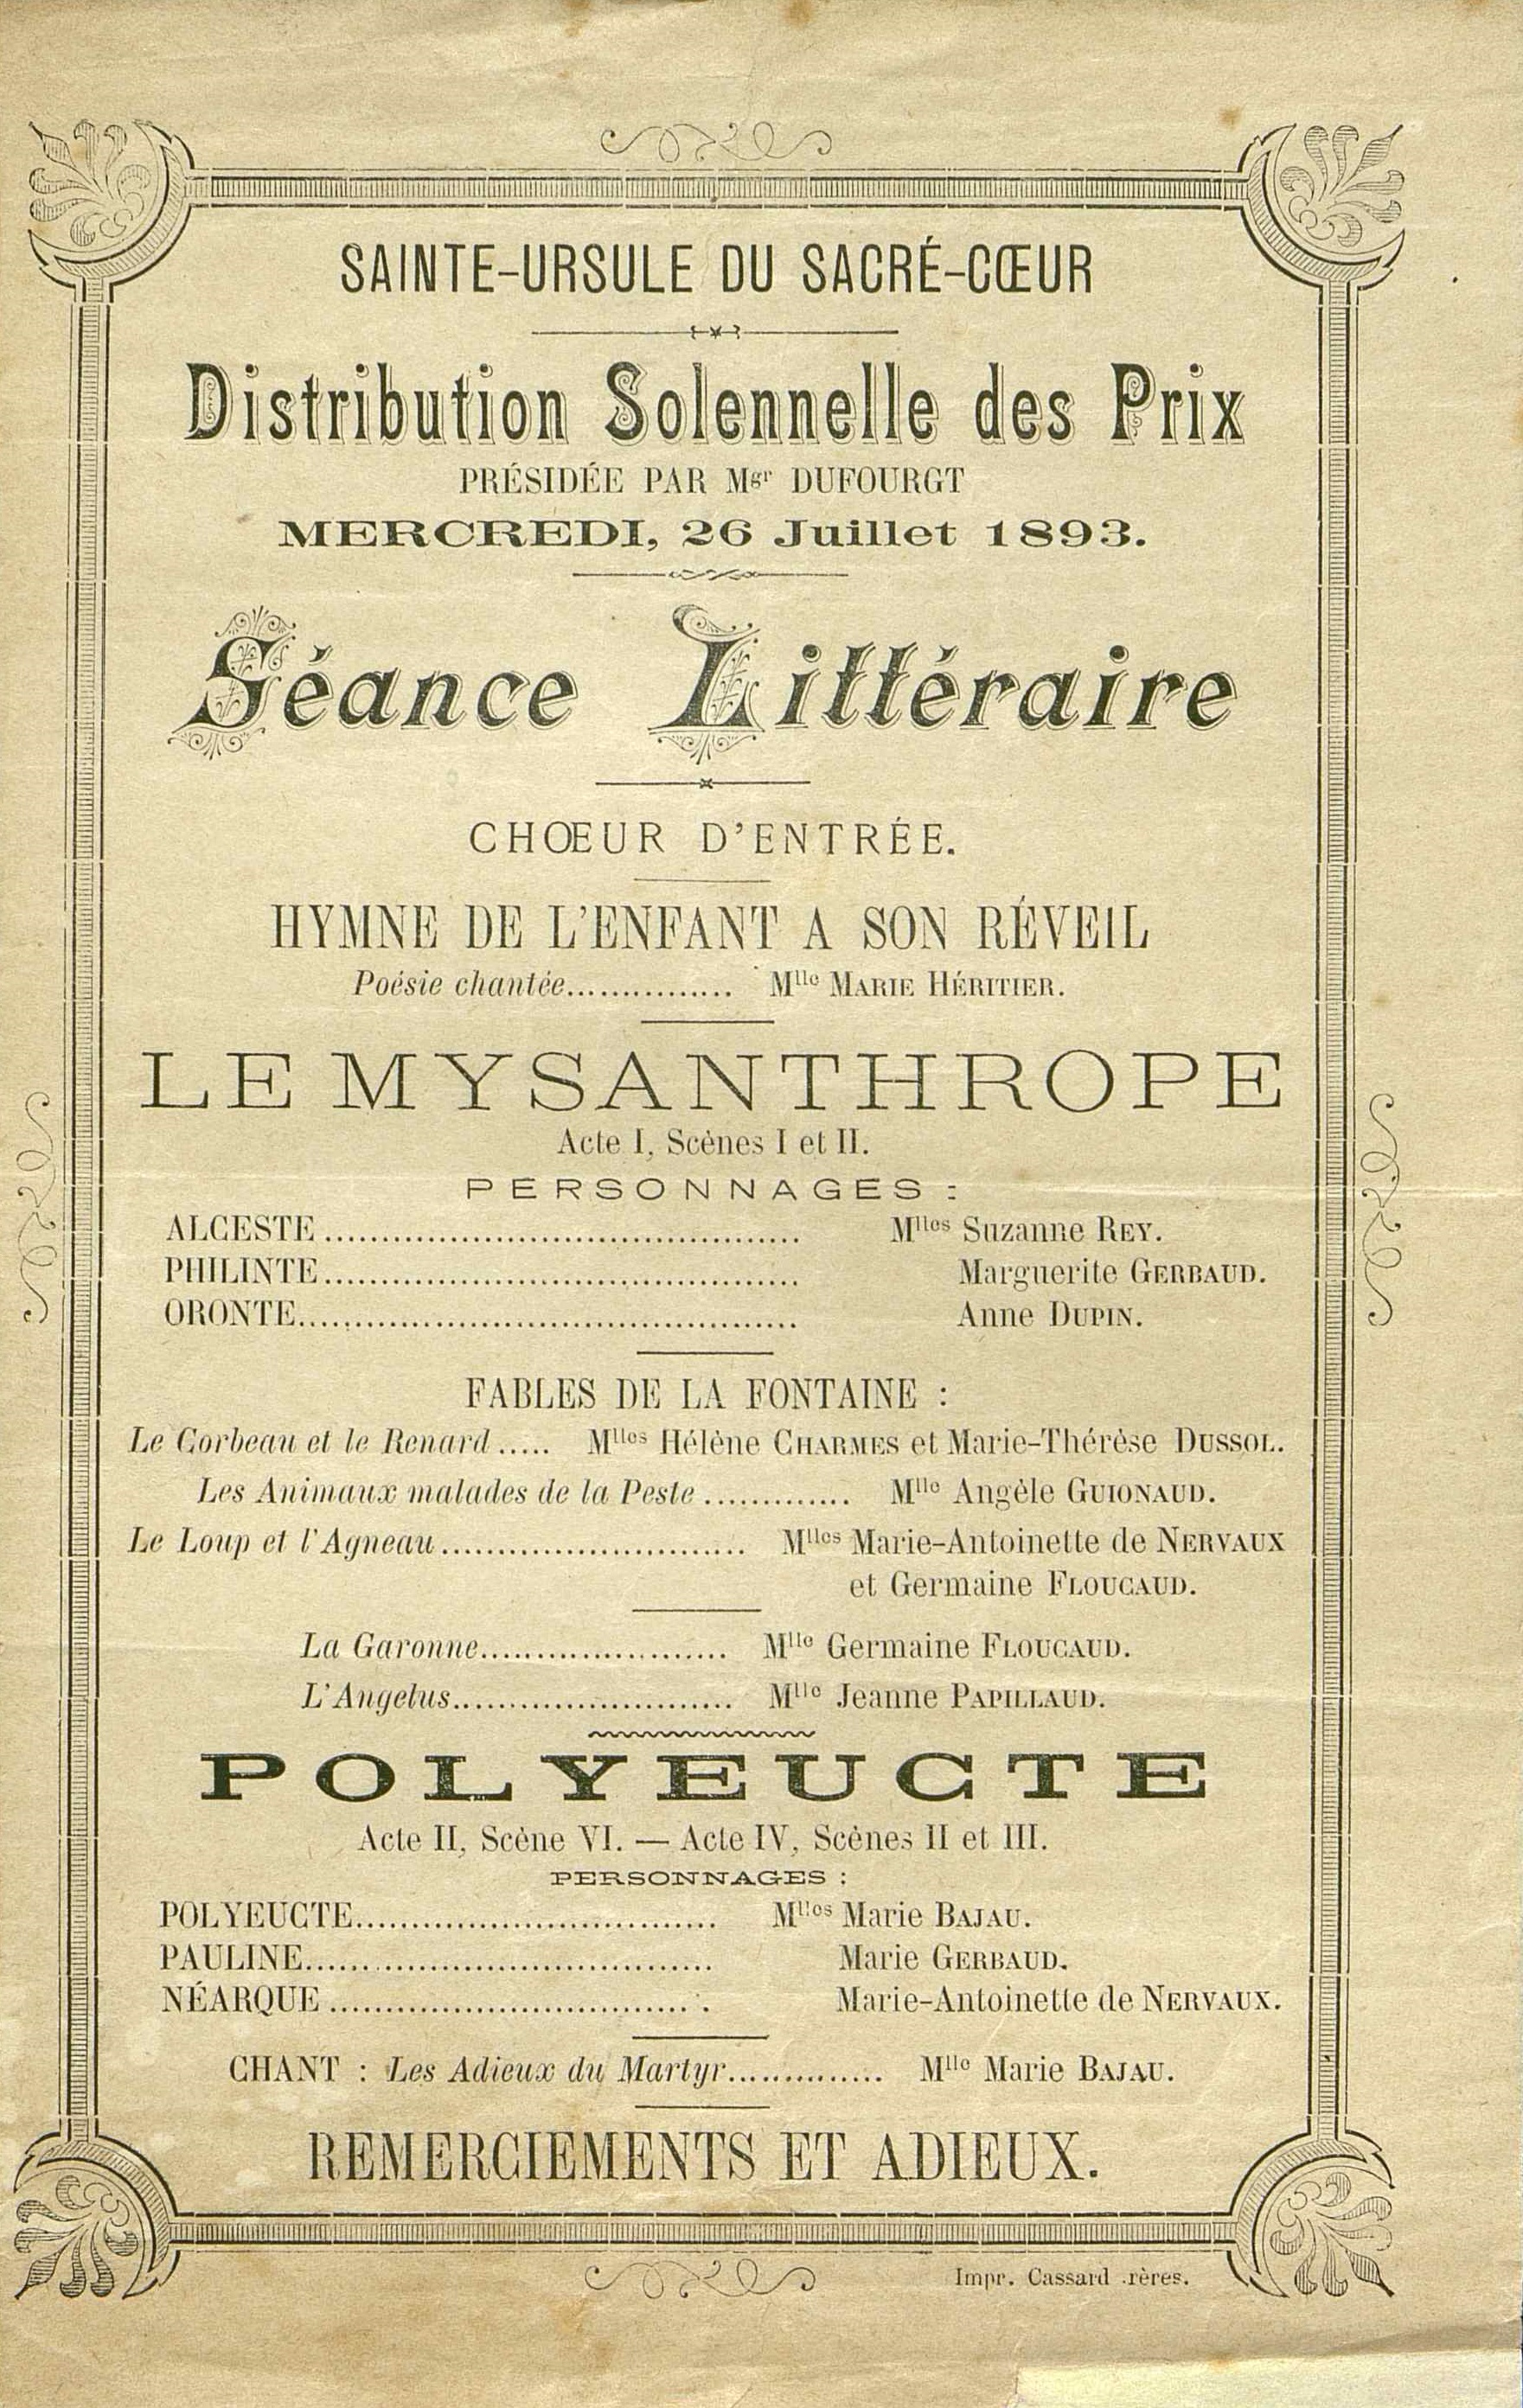 SAINTE-URSULE DU SACRÉ-CŒUR
Distribution Solennelle des Prix
PRÉSIDÉE PAR Mgr DUFOURGT
MERCREDI, 26 Juillet 1893.
Séance Littéraire
CHŒUR D'ENTRÉE.
HYMNE DE L'ENFANT A SON RÉVEIL
Poésie chantée............... Mlle MARIE HÉRITIER.
LE MYSANTHROPE
Acte I, Scènes I et II.
PERSONNAGES :
ALCESTE .......................................... Mlles Suzanne REY.
PHILINTE.......................................... Marguerite GERBAUD.
ORONTE............................................ Anne DUPIN.
FABLES DE LA FONTAINE :
Le Corbeau et le Renard ..... Mlles Hélène CHARMES et Marie-Thérèse DUSSOL.
Les Animaux malades de la Peste ............. Mlle Angèle GUIONAUD.
Le Loup et l'Agneau........................... Mlles Marie-Antoinette de NERVAUX
et Germaine FLOUCAUD.
La Garonne...................... Mlle Germaine FLOUCAUD.
L'Angelus......................... Mlle Jeanne PAPILLAUD.
POLYEUCTE
Acte II, Scène VI. — Acte IV, Scènes II et III.
PERSONNAGES :
POLYEUCTE................................ Mlles Marie BAJAU.
PAULINE.................................... Marie GERBAUD.
NÉARQUE .................................. Marie-Antoinette de NERVAUX.
CHANT : Les Adieux du Martyr.............. Mlle Marie BAJAU.
REMERCIEMENTS ET ADIEUX.
Impr. Cassard .rères.